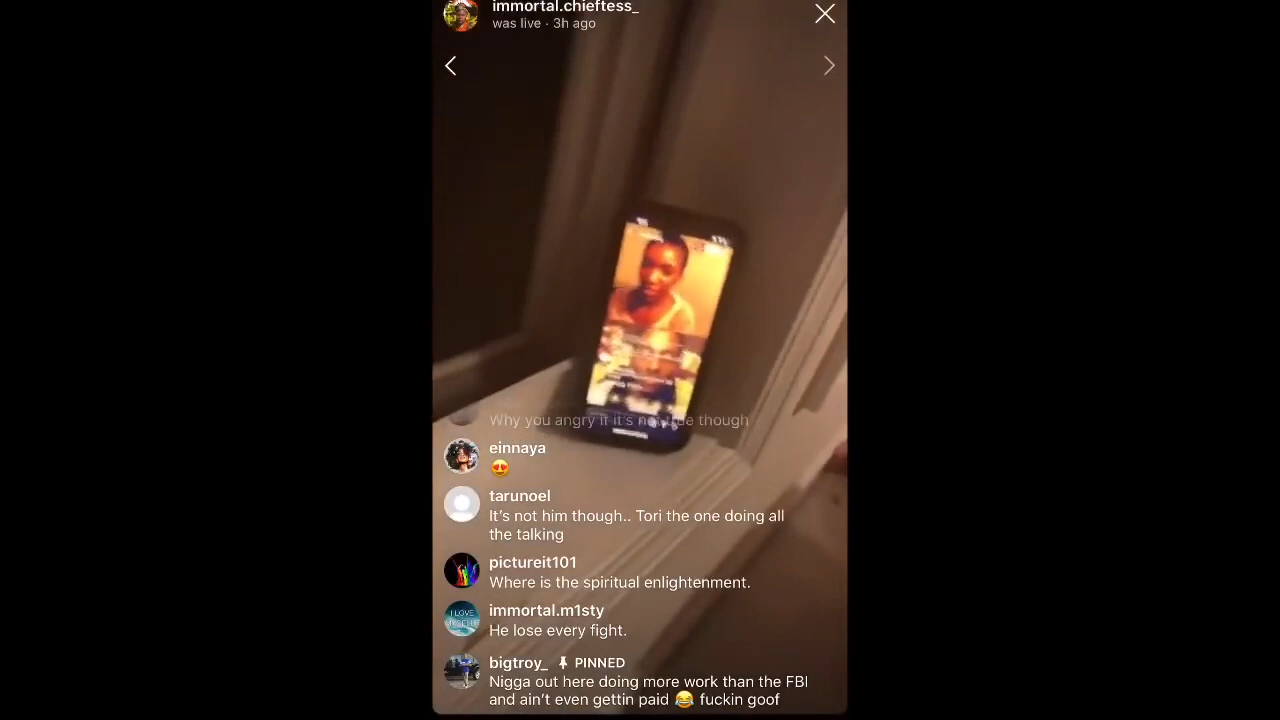 immortal.chieftess_
was live · 3h ago
Why you angry if it's not true though
einnaya
😍
tarunoel
It's not him though.. Tori the one doing all
the talking
pictureit101
Where is the spiritual enlightenment.
I LOVE
MYSELF
immortal.m1sty
He lose every fight.
bigtroy_ PINNED
Nigga out here doing more work than the FBI
and ain't even gettin paid 😂 fuckin goof